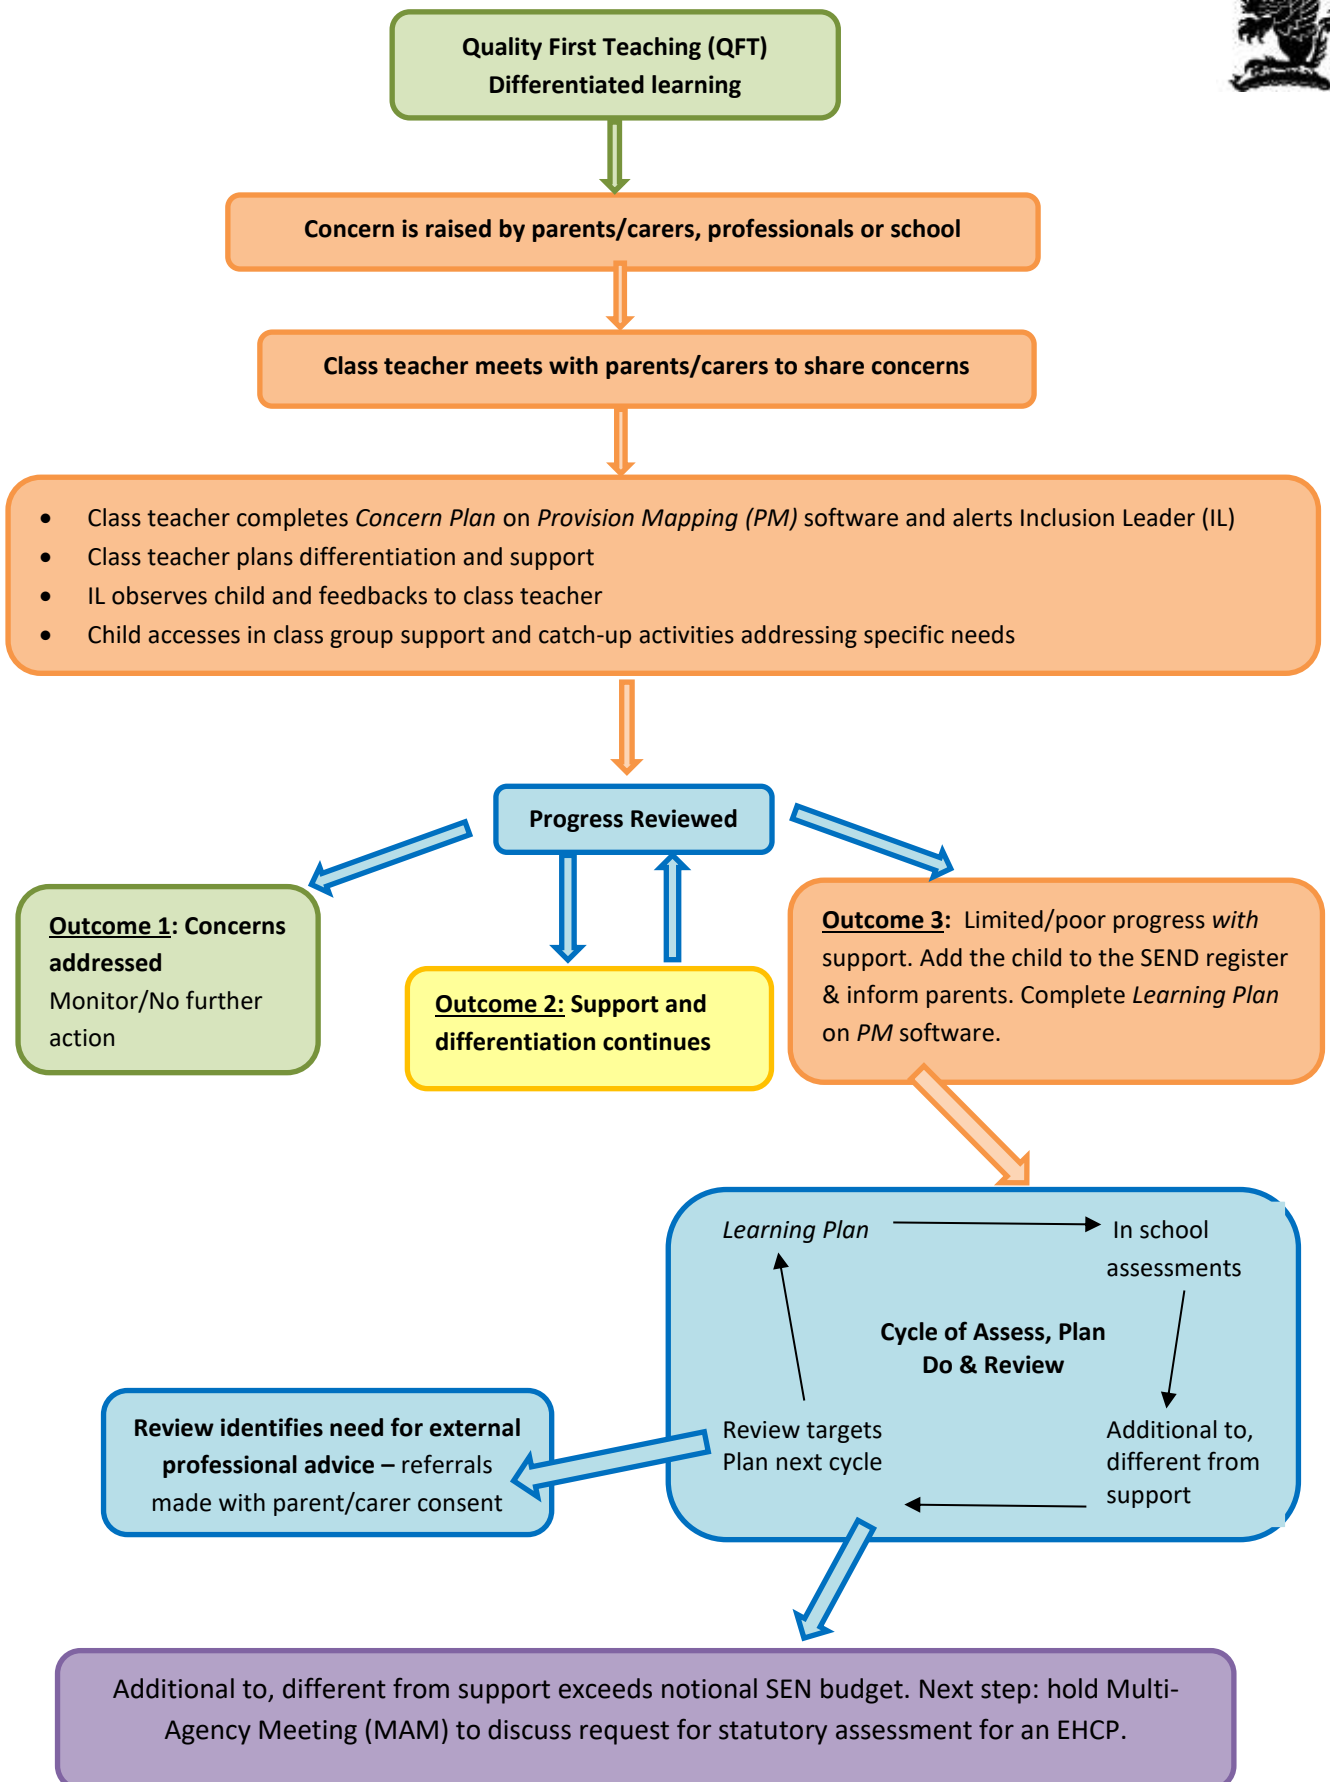 Quality First Teaching (QFT)
Differentiated learning
Concern is raised by parents/carers, professionals or school
Class teacher meets with parents/carers to share concerns
• Class teacher completes Concern Plan on Provision Mapping (PM) software and alerts Inclusion Leader (IL)
• Class teacher plans differentiation and support
• IL observes child and feedbacks to class teacher
• Child accesses in class group support and catch-up activities addressing specific needs
Progress Reviewed
Outcome 1: Concerns
addressed
Monitor/No further
action
Outcome 2: Support and
differentiation continues
Outcome 3: Limited/poor progress with
support. Add the child to the SEND register
& inform parents. Complete Learning Plan
on PM software.
Learning Plan
In school
assessments
Cycle of Assess, Plan
Do & Review
Additional to,
different from
support
Review targets
Plan next cycle
Review identifies need for external
professional advice – referrals
made with parent/carer consent
Additional to, different from support exceeds notional SEN budget. Next step: hold Multi-
Agency Meeting (MAM) to discuss request for statutory assessment for an EHCP.